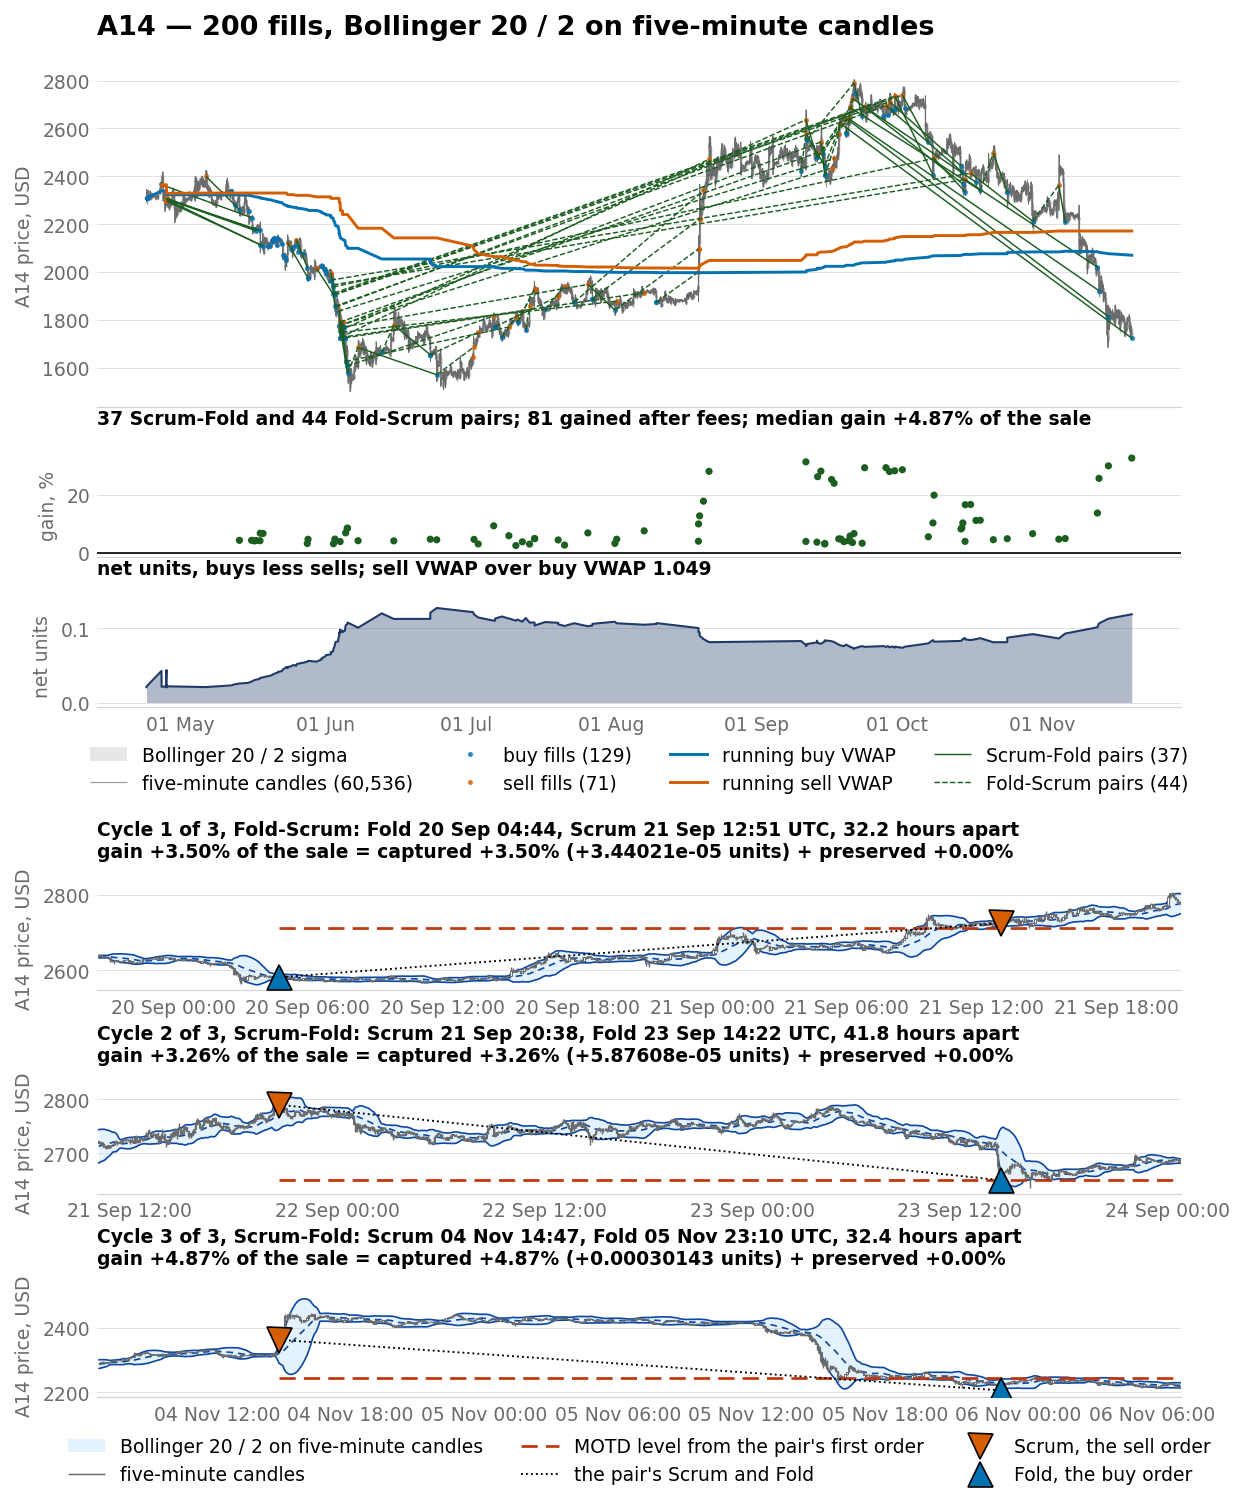 A14 — 200 fills, Bollinger 20 / 2 on five-minute candles
A14 price, USD
2800
2600
2400
2200
2000
1800
1600
37 Scrum-Fold and 44 Fold-Scrum pairs; 81 gained after fees; median gain +4.87% of the sale
gain, %
20
0
net units, buys less sells; sell VWAP over buy VWAP 1.049
net units
0.1
0.0
01 May 01 Jun 01 Jul 01 Aug 01 Sep 01 Oct 01 Nov
Bollinger 20 / 2 sigma buy fills (129) running buy VWAP Scrum-Fold pairs (37)
five-minute candles (60,536) sell fills (71) running sell VWAP Fold-Scrum pairs (44)
Cycle 1 of 3, Fold-Scrum: Fold 20 Sep 04:44, Scrum 21 Sep 12:51 UTC, 32.2 hours apart
gain +3.50% of the sale = captured +3.50% (+3.44021e-05 units) + preserved +0.00%
A14 price, USD
2800
2600
20 Sep 00:00 20 Sep 06:00 20 Sep 12:00 20 Sep 18:00 21 Sep 00:00 21 Sep 06:00 21 Sep 12:00 21 Sep 18:00
Cycle 2 of 3, Scrum-Fold: Scrum 21 Sep 20:38, Fold 23 Sep 14:22 UTC, 41.8 hours apart
gain +3.26% of the sale = captured +3.26% (+5.87608e-05 units) + preserved +0.00%
A14 price, USD
2800
2700
21 Sep 12:00 22 Sep 00:00 22 Sep 12:00 23 Sep 00:00 23 Sep 12:00 24 Sep 00:00
Cycle 3 of 3, Scrum-Fold: Scrum 04 Nov 14:47, Fold 05 Nov 23:10 UTC, 32.4 hours apart
gain +4.87% of the sale = captured +4.87% (+0.00030143 units) + preserved +0.00%
A14 price, USD
2400
2200
04 Nov 12:00 04 Nov 18:00 05 Nov 00:00 05 Nov 06:00 05 Nov 12:00 05 Nov 18:00 06 Nov 00:00 06 Nov 06:00
Bollinger 20 / 2 on five-minute candles MOTD level from the pair's first order Scrum, the sell order
five-minute candles the pair's Scrum and Fold Fold, the buy order